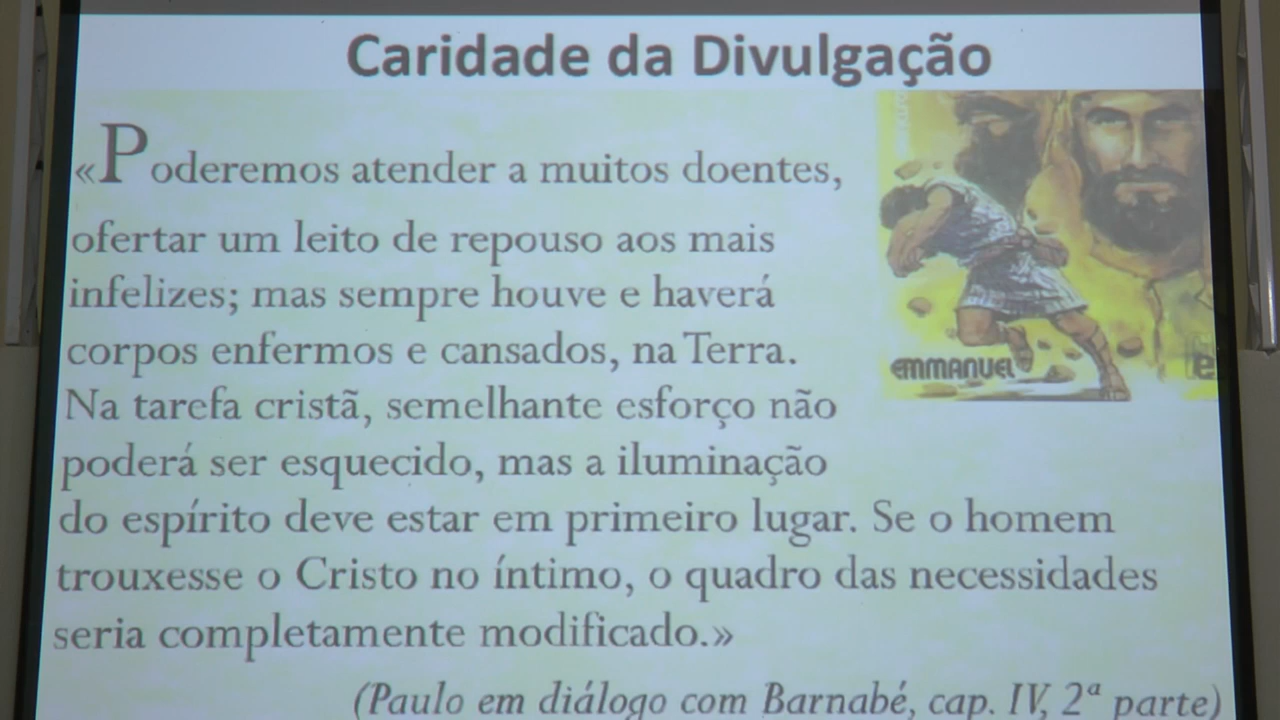 Caridade da Divulgação
«Poderemos atender a muitos doentes,
ofertar um leito de repouso aos mais
infelizes; mas sempre houve e haverá
corpos enfermos e cansados, na Terra.
Na tarefa cristã, semelhante esforço não
poderá ser esquecido, mas a iluminação
do espírito deve estar em primeiro lugar. Se o homem
trouxesse o Cristo no íntimo, o quadro das necessidades
seria completamente modificado.»
(Paulo em diálogo com Barnabé, cap. IV, 2ª parte)
EMMANUEL